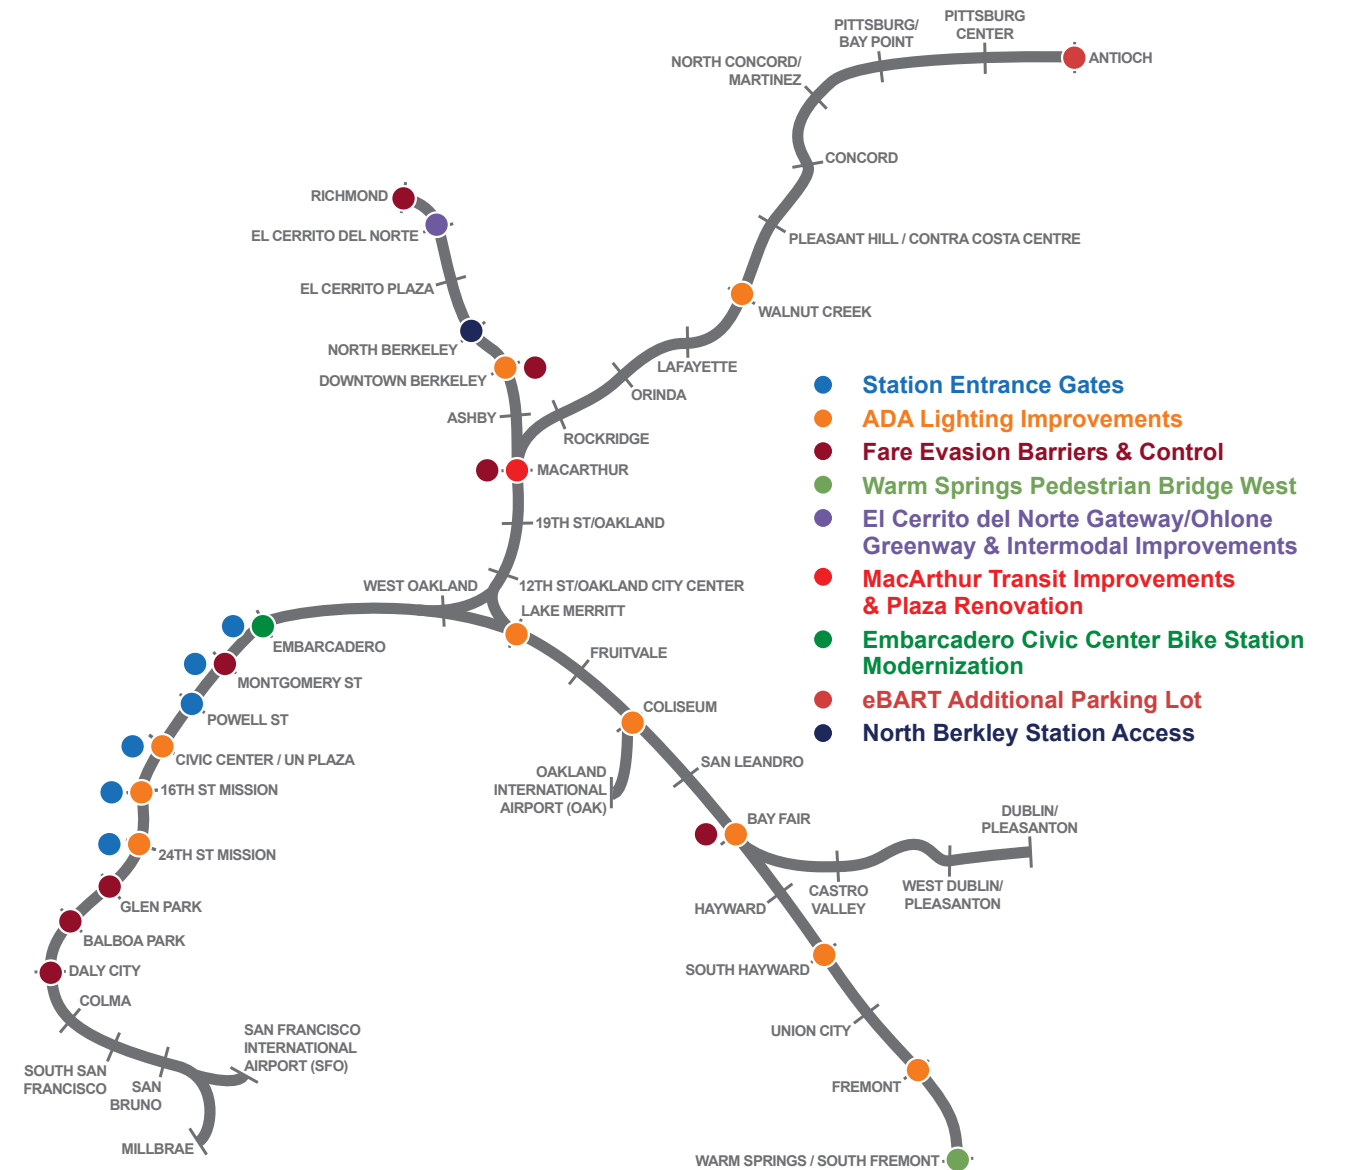 PITTSBURG
CENTER
PITTSBURG/
BAY POINT
ANTIOCH
NORTH CONCORD/
MARTINEZ
CONCORD
RICHMOND
EL CERRITO DEL NORTE
PLEASANT HILL / CONTRA COSTA CENTRE
EL CERRITO PLAZA
WALNUT CREEK
NORTH BERKELEY
DOWNTOWN BERKELEY
LAFAYETTE
ORINDA
ASHBY
ROCKRIDGE
MACARTHUR
19TH ST/OAKLAND
WEST OAKLAND
12TH ST/OAKLAND CITY CENTER
LAKE MERRITT
EMBARCADERO
FRUITVALE
MONTGOMERY ST
COLISEUM
POWELL ST
CIVIC CENTER / UN PLAZA
SAN LEANDRO
OAKLAND
INTERNATIONAL
AIRPORT (OAK)
16TH ST MISSION
BAY FAIR
DUBLIN/
PLEASANTON
24TH ST MISSION
CASTRO
VALLEY
WEST DUBLIN/
PLEASANTON
GLEN PARK
HAYWARD
BALBOA PARK
DALY CITY
SOUTH HAYWARD
COLMA
UNION CITY
SAN FRANCISCO
INTERNATIONAL
AIRPORT (SFO)
SOUTH SAN
FRANCISCO
SAN
BRUNO
FREMONT
MILLBRAE
WARM SPRINGS / SOUTH FREMONT
Station Entrance Gates
ADA Lighting Improvements
Fare Evasion Barriers & Control
Warm Springs Pedestrian Bridge West
El Cerrito del Norte Gateway/Ohlone
Greenway & Intermodal Improvements
MacArthur Transit Improvements
& Plaza Renovation
Embarcadero Civic Center Bike Station
Modernization
eBART Additional Parking Lot
North Berkley Station Access